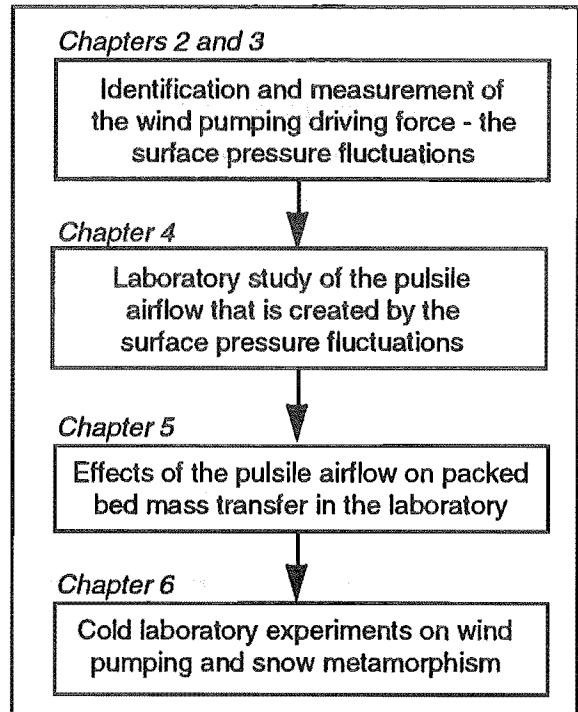 Chapters 2 and 3
Identification and measurement of
the wind pumping driving force - the
surface pressure fluctuations
Chapter 4
Laboratory study of the pulsile
airflow that is created by the
surface pressure fluctuations
Chapter 5
Effects of the pulsile airflow on packed
bed mass transfer in the laboratory
Chapter 6
Cold laboratory experiments on wind
pumping and snow metamorphism